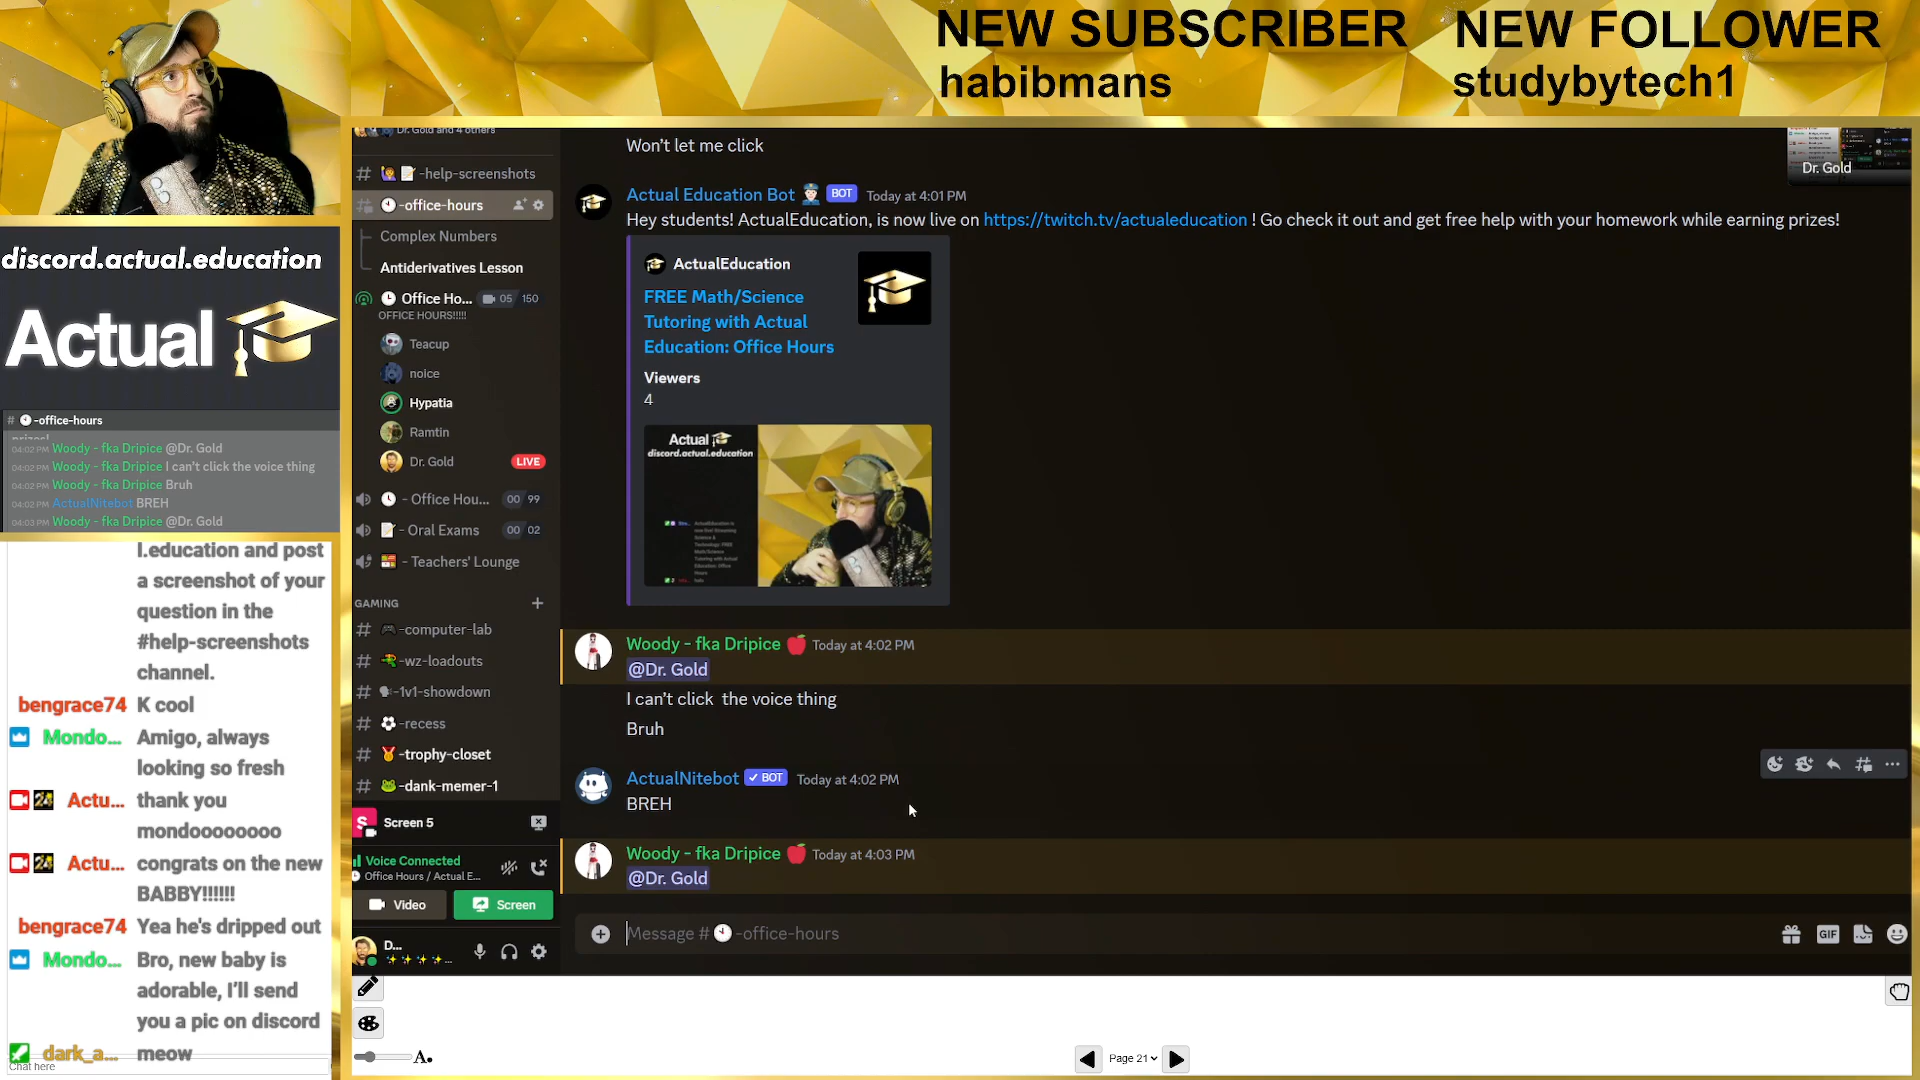 NEW SUBSCRIBER
habibmans
NEW FOLLOWER
studybytech1
discord.actual.education
Actual
# -office-hours
04:02 PM Woody - fka Dripice @Dr. Gold
04:02 PM Woody - fka Dripice I can't click the voice thing
04:02 PM Woody - fka Dripice Bruh
04:02 PM ActualNitebot BREH
04:03 PM Woody - fka Dripice @Dr. Gold
l.education and post
a screenshot of your
question in the
#help-screenshots
channel.
bengrace74 K cool
Mondo... Amigo, always
looking so fresh
Actu... thank you
mondoooooooo
Actu... congrats on the new
BABBY!!!!!!
bengrace74 Yea he's dripped out
Mondo... Bro, new baby is
adorable, I'll send
you a pic on discord
dark_a... meow
Chat here
Dr. Gold and 4 others
# -help-screenshots
-office-hours
Complex Numbers
Antiderivatives Lesson
Office Ho... 05 150
OFFICE HOURS!!!!!
Teacup
noice
Hypatia
Ramtin
Dr. Gold LIVE
- Office Hou... 00 99
- Oral Exams 00 02
- Teachers' Lounge
GAMING +
# -computer-lab
# -wz-loadouts
# -1v1-showdown
# -recess
# -trophy-closet
# -dank-memer-1
Screen 5
Voice Connected
Office Hours / Actual E...
Video
Screen
D...
Won't let me click
Actual Education Bot BOT Today at 4:01 PM
Hey students! ActualEducation, is now live on https://twitch.tv/actualeducation ! Go check it out and get free help with your homework while earning prizes!
ActualEducation
FREE Math/Science
Tutoring with Actual
Education: Office Hours
Viewers
4
Actual
discord.actual.education
Woody - fka Dripice Today at 4:02 PM
@Dr. Gold
I can't click the voice thing
Bruh
ActualNitebot ✓ BOT Today at 4:02 PM
BREH
Woody - fka Dripice Today at 4:03 PM
@Dr. Gold
Message # -office-hours
GIF
Dr. Gold
A.
Page 21